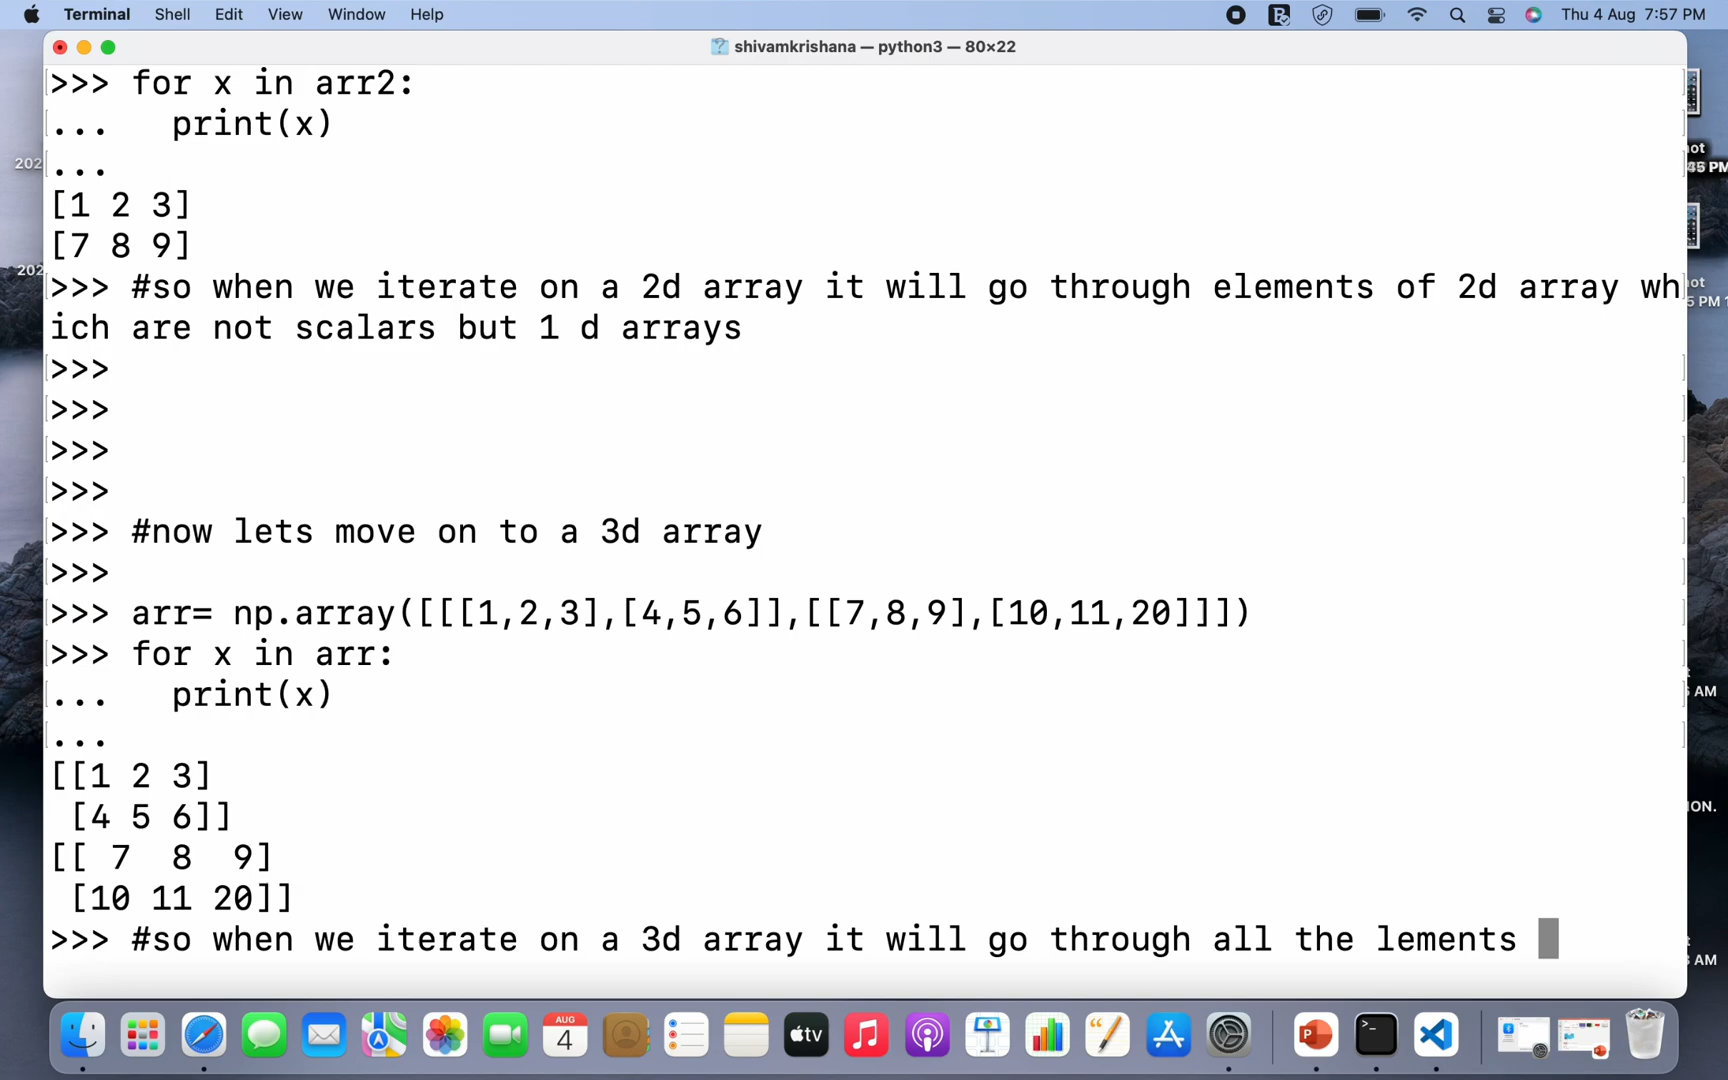 Terminal Shell Edit View Window Help Thu 4 Aug 7:57 PM
shivamkrishana — python3 — 80×22
>>> for x in arr2:
...   print(x)
...
[1 2 3]
[7 8 9]
>>> #so when we iterate on a 2d array it will go through elements of 2d array wh
ich are not scalars but 1 d arrays
>>>
>>>
>>>
>>>
>>> #now lets move on to a 3d array
>>>
>>> arr= np.array([[[1,2,3],[4,5,6]],[[7,8,9],[10,11,20]]])
>>> for x in arr:
...   print(x)
...
[[1 2 3]
 [4 5 6]]
[[ 7  8  9]
 [10 11 20]]
>>> #so when we iterate on a 3d array it will go through all the lements
AUG
4
tv